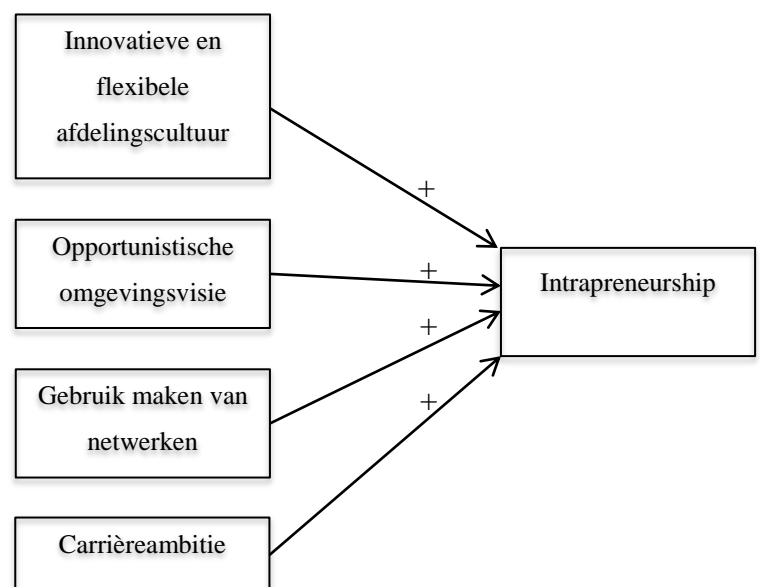 Innovatieve en
flexibele
afdelingscultuur
+
Opportunistische
omgevingsvisie
+
Intrapreneurship
+
Gebruik maken van
netwerken
+
Carrièreambitie